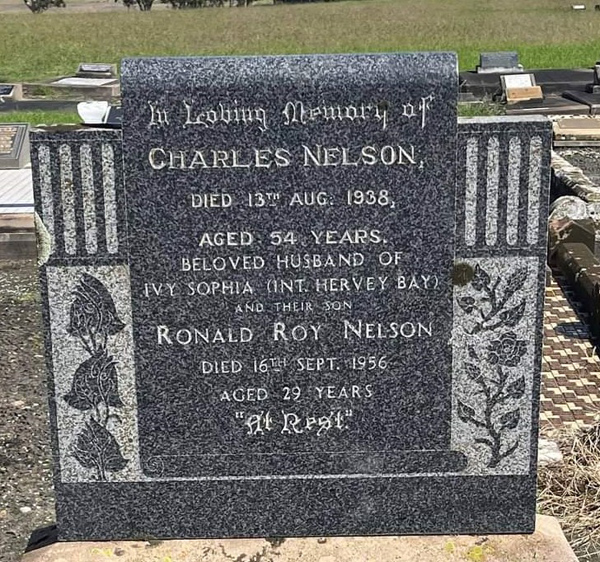 In Loving Memory of
CHARLES NELSON,
DIED 13TH AUG. 1938,
AGED 54 YEARS.
BELOVED HUSBAND OF
IVY SOPHIA (INT. HERVEY BAY)
AND THEIR SON
RONALD ROY NELSON
DIED 16TH SEPT. 1956
AGED 29 YEARS
"At Rest"